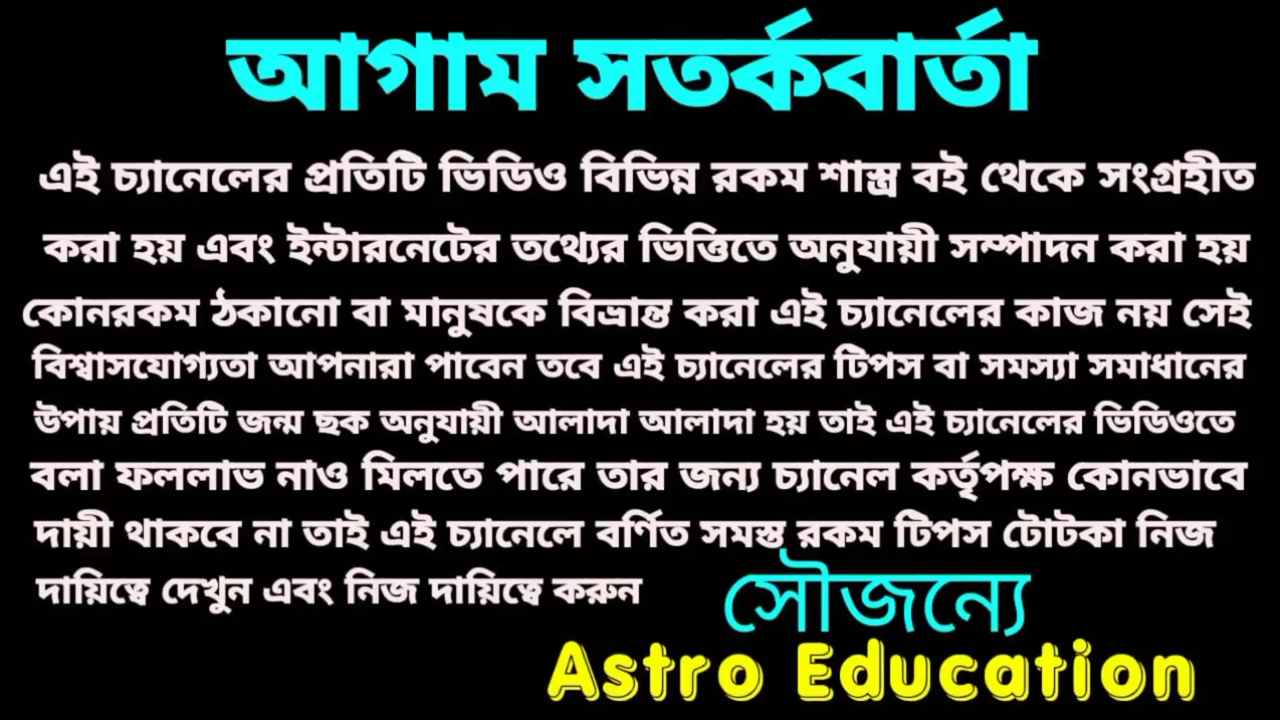 আগাম সতর্কবার্তা
এই চ্যানেলের প্রতিটি ভিডিও বিভিন্ন রকম শাস্ত্র বই থেকে সংগ্রহীত
করা হয় এবং ইন্টারনেটের তথ্যের ভিত্তিতে অনুযায়ী সম্পাদন করা হয়
কোনরকম ঠকানো বা মানুষকে বিভ্রান্ত করা এই চ্যানেলের কাজ নয় সেই
বিশ্বাসযোগ্যতা আপনারা পাবেন তবে এই চ্যানেলের টিপস বা সমস্যা সমাধানের
উপায় প্রতিটি জন্ম ছক অনুযায়ী আলাদা আলাদা হয় তাই এই চ্যানেলের ভিডিওতে
বলা ফললাভ নাও মিলতে পারে তার জন্য চ্যানেল কর্তৃপক্ষ কোনভাবে
দায়ী থাকবে না তাই এই চ্যানেলে বর্ণিত সমস্ত রকম টিপস টোটকা নিজ
দায়িত্বে দেখুন এবং নিজ দায়িত্বে করুন
সৌজন্যে
Astro Education